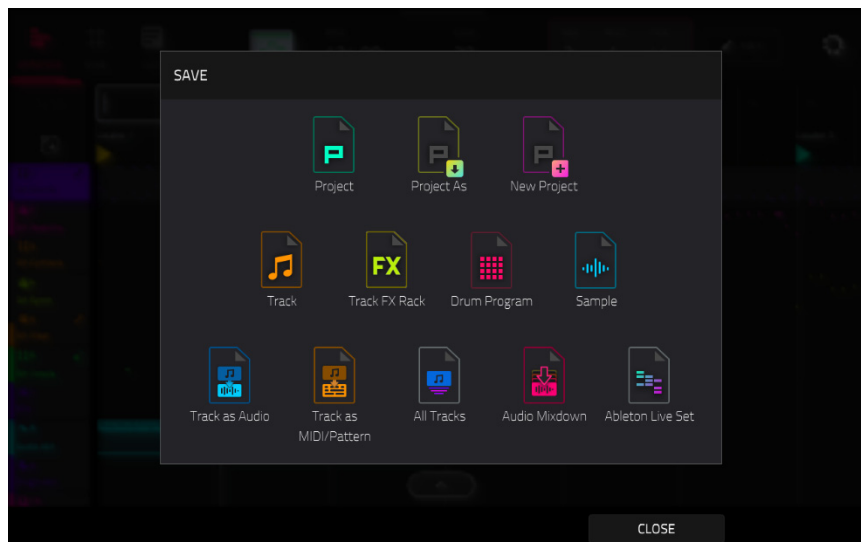 SAVE
Project
Project As
New Project
FX
Track
Track FX Rack
Drum Program
Sample
Track as Audio
Track as
MIDI/Pattern
All Tracks
Audio Mixdown
Ableton Live Set
CLOSE